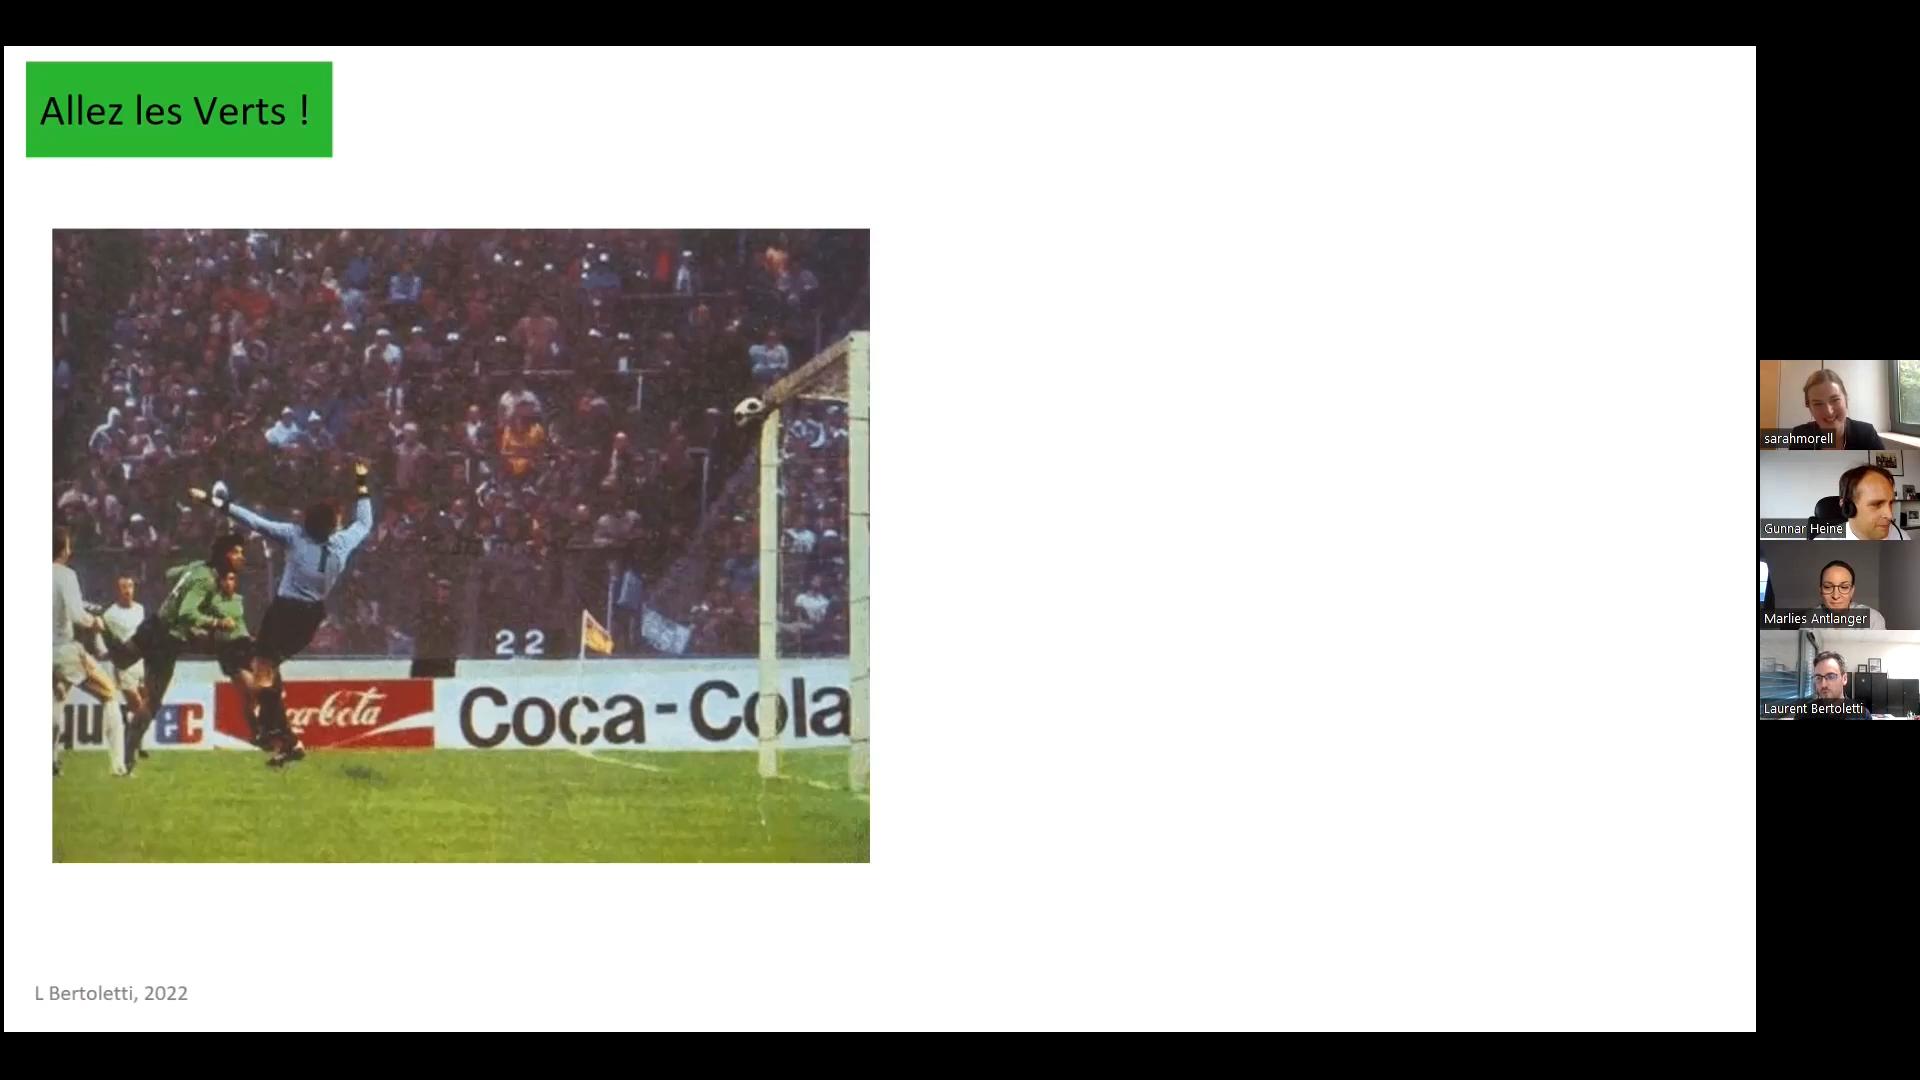 Allez les Verts !
22
Coca-Cola
Coca-Cola
L Bertoletti, 2022
sarahmorell
Gunnar Heine
Marlies Antlanger
Laurent Bertoletti